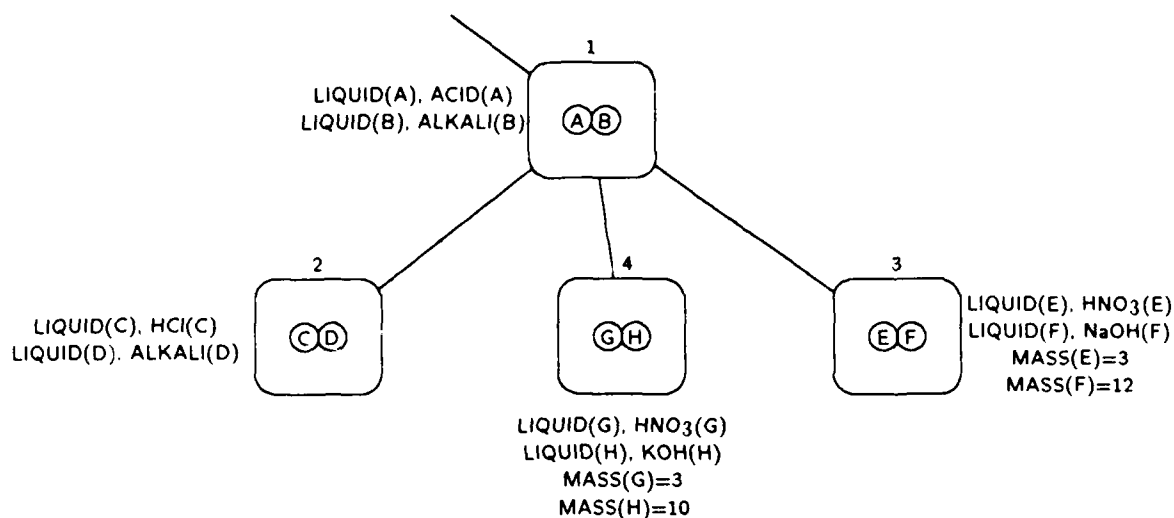 1
LIQUID(A), ACID(A)
LIQUID(B), ALKALI(B)
A B
2
4
3
LIQUID(C), HCl(C)
LIQUID(D), ALKALI(D)
C D
G H
E F
LIQUID(E), HNO3(E)
LIQUID(F), NaOH(F)
MASS(E)=3
MASS(F)=12
LIQUID(G), HNO3(G)
LIQUID(H), KOH(H)
MASS(G)=3
MASS(H)=10